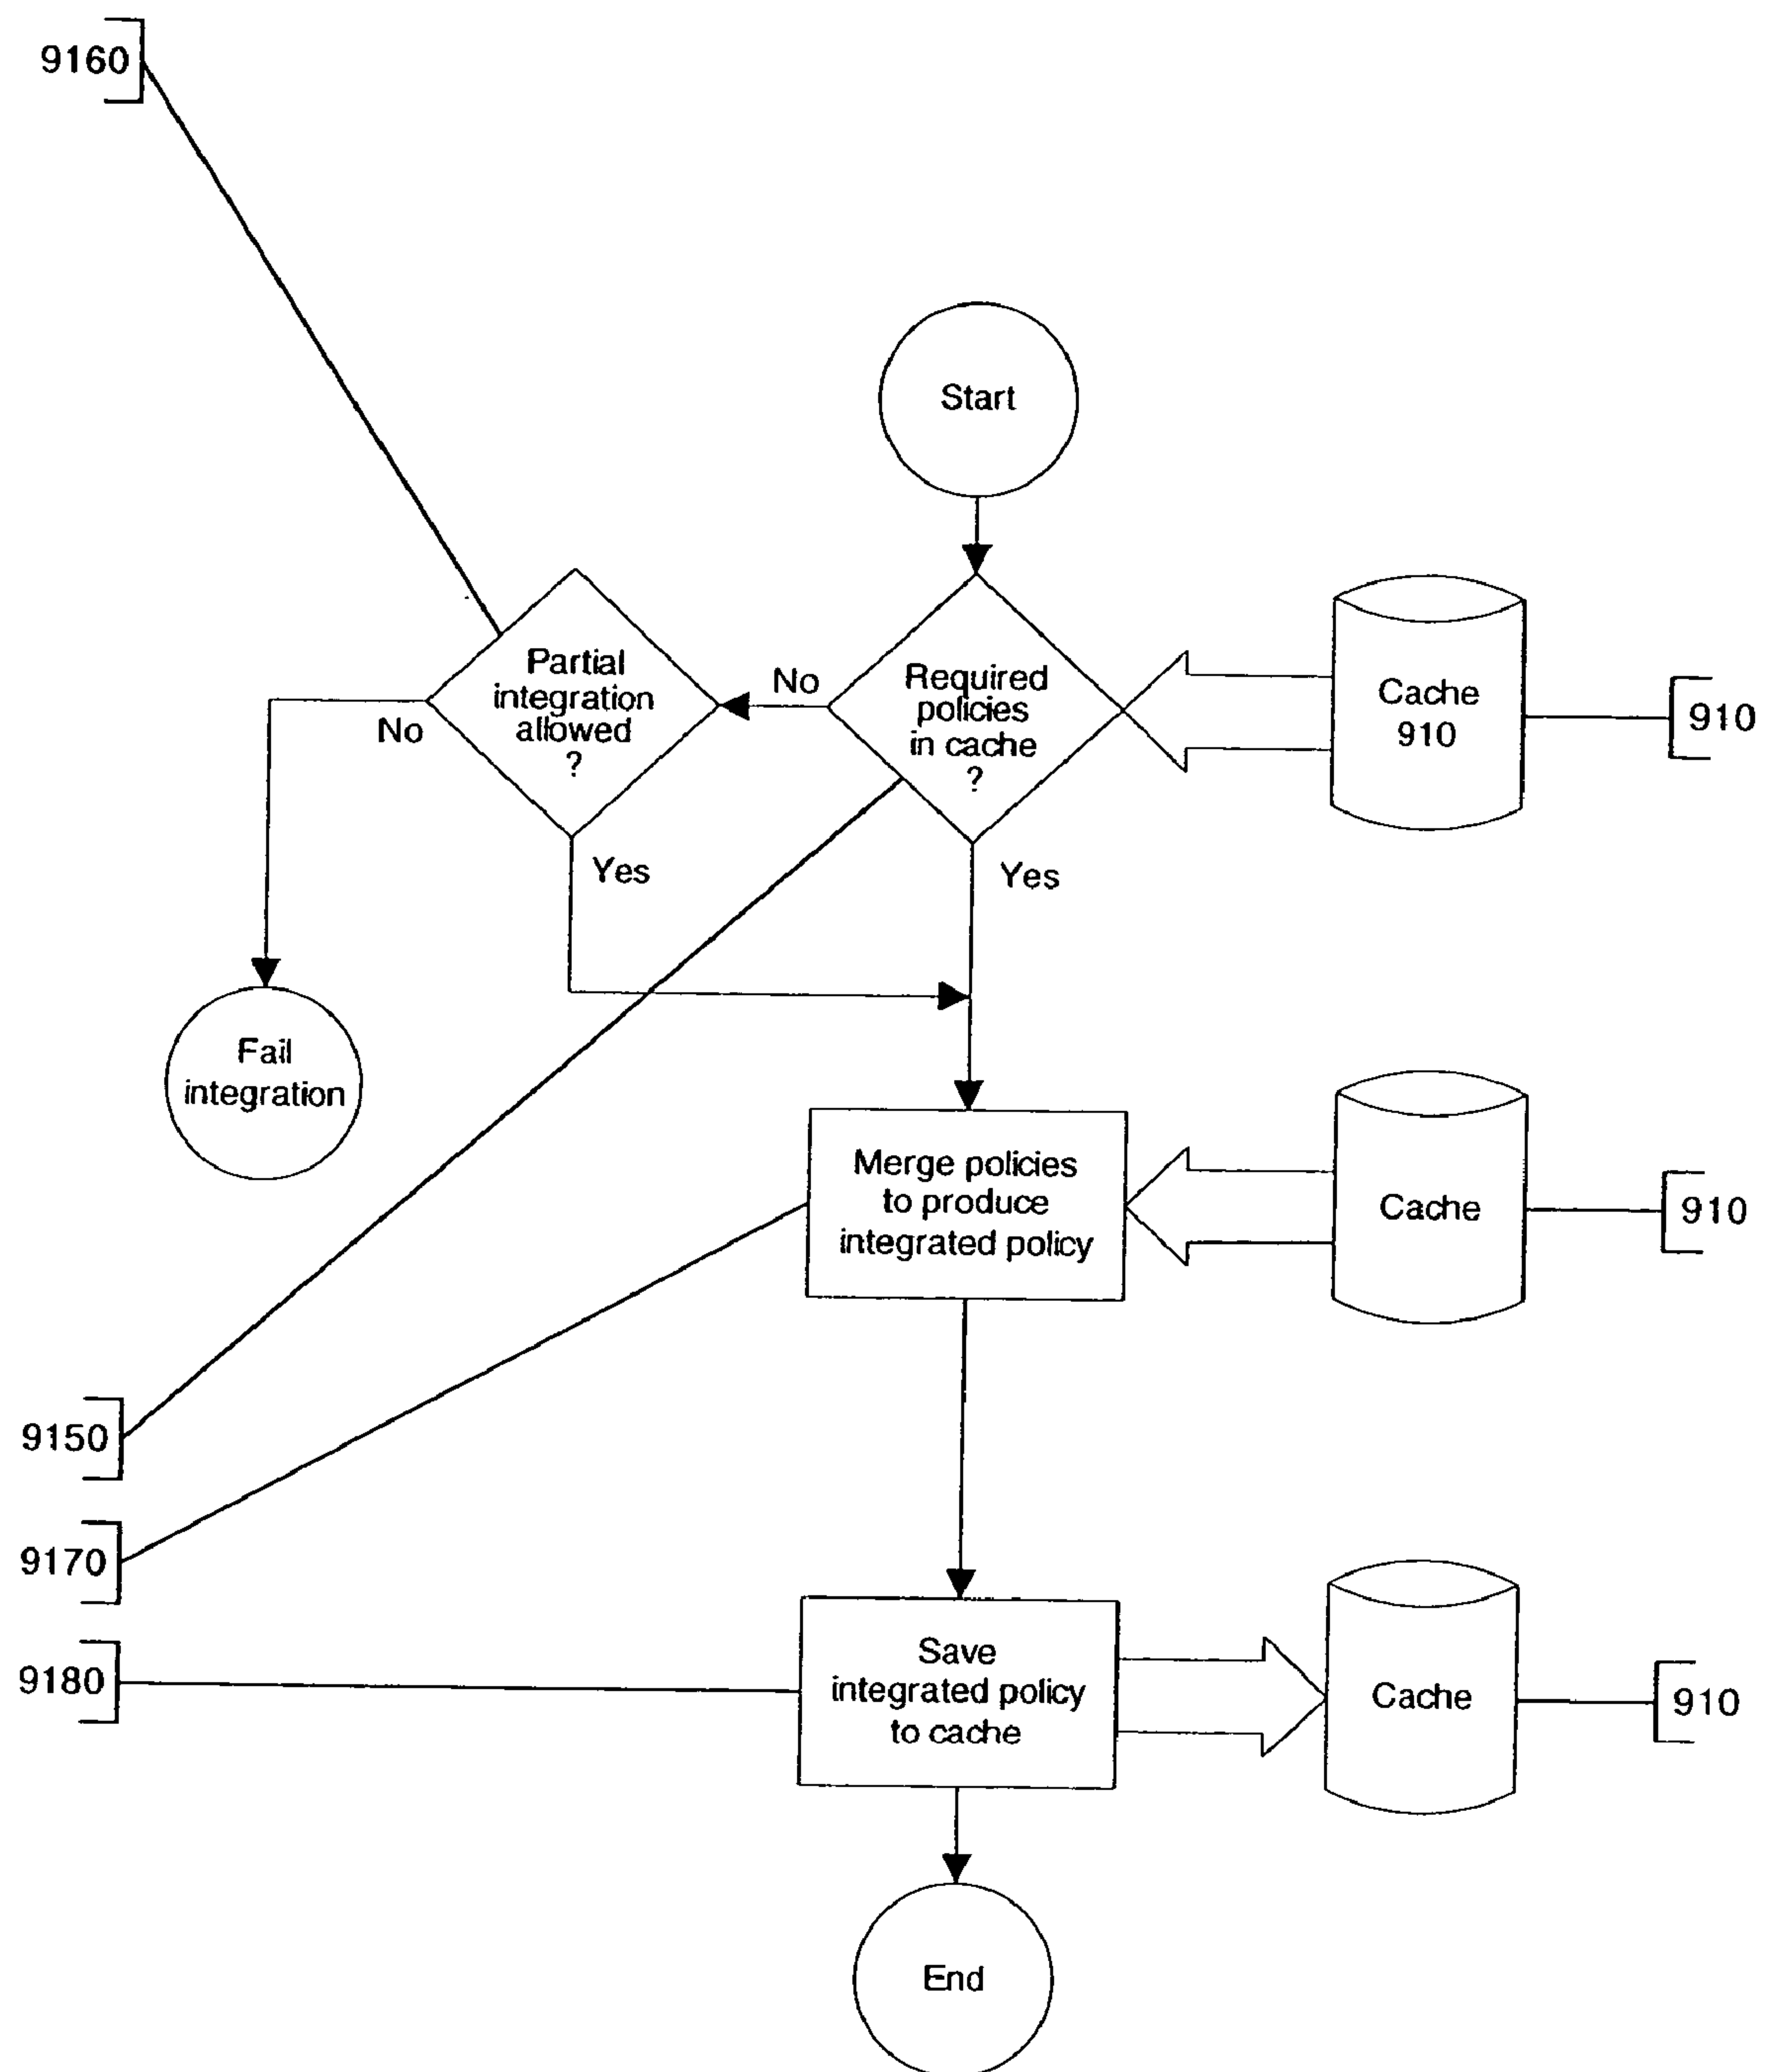 9160
Start
Partial
integration
allowed
?
No
Required
policies
in cache
?
Cache
910
910
No
Yes
Yes
Fail
integration
Merge policies
to produce
integrated policy
Cache
910
9150
9170
9180
Save
integrated policy
to cache
Cache
910
End